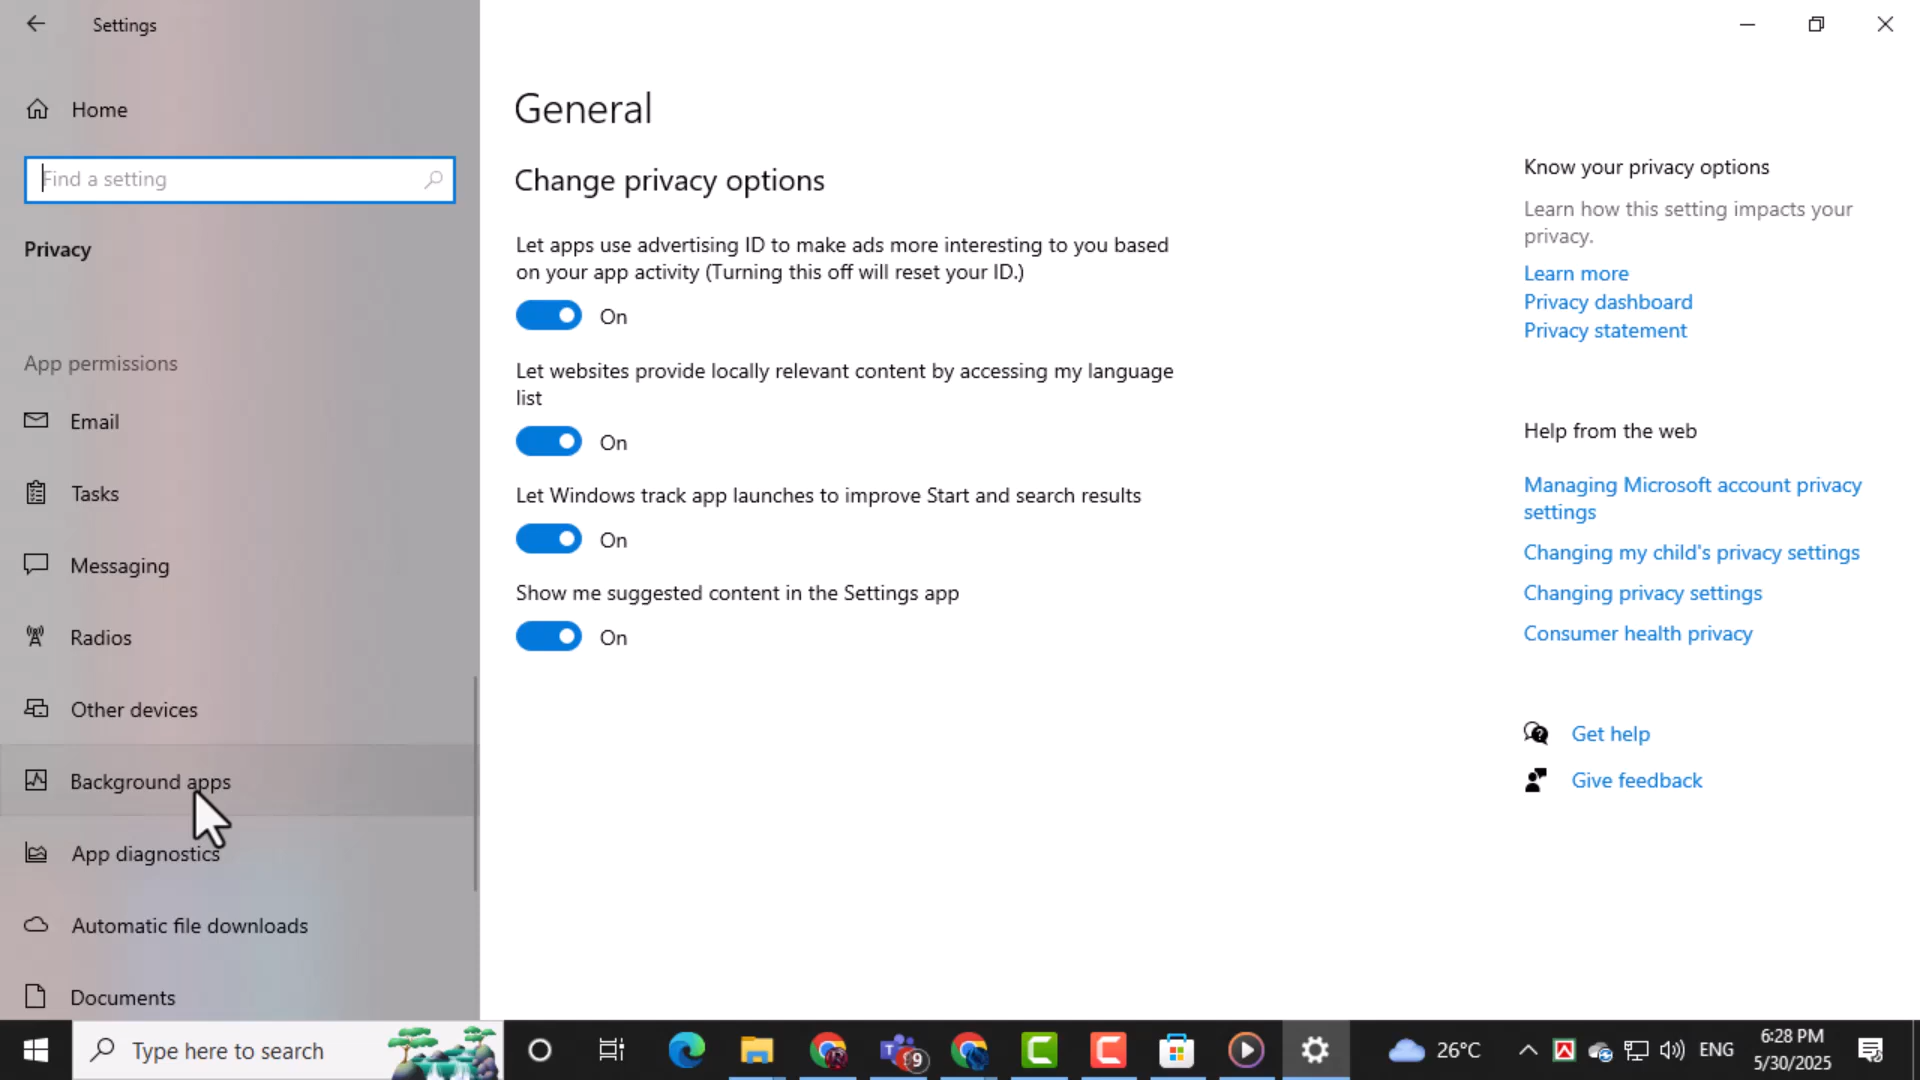 Settings
Home
Find a setting
Privacy
App permissions
Email
Tasks
Messaging
Radios
Other devices
Background apps
App diagnostics
Automatic file downloads
Documents
General
Change privacy options
Let apps use advertising ID to make ads more interesting to you based
on your app activity (Turning this off will reset your ID.)
On
Let websites provide locally relevant content by accessing my language
list
On
Let Windows track app launches to improve Start and search results
On
Show me suggested content in the Settings app
On
Know your privacy options
Learn how this setting impacts your
privacy.
Learn more
Privacy dashboard
Privacy statement
Help from the web
Managing Microsoft account privacy
settings
Changing my child's privacy settings
Changing privacy settings
Consumer health privacy
Get help
Give feedback
Type here to search
9
26°C
ENG
6:28 PM
5/30/2025